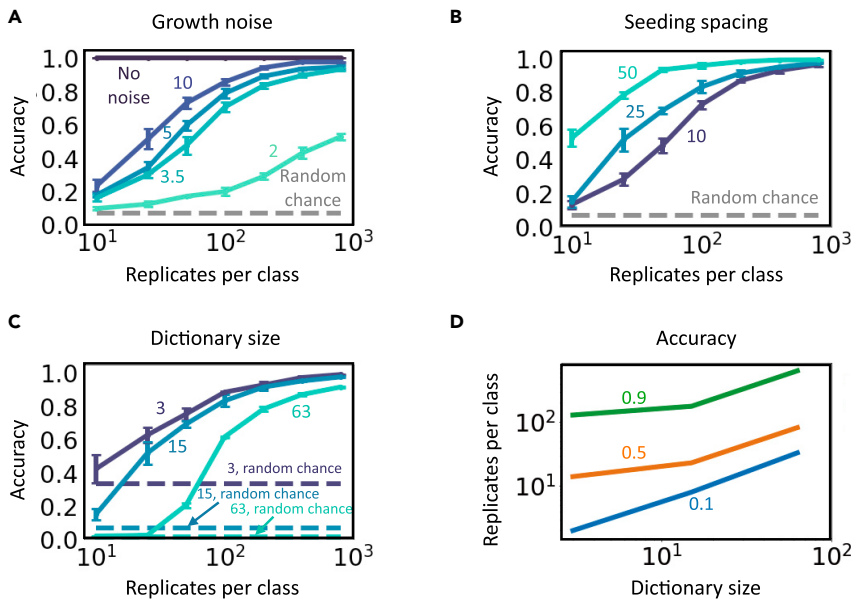 A
Growth noise
Accuracy
1.0
0.8
0.6
0.4
0.2
0.0
No
noise
10
5
3.5
2
Random
chance
10¹
10²
10³
Replicates per class
B
Seeding spacing
Accuracy
1.0
0.8
0.6
0.4
0.2
0.0
50
25
10
Random chance
10¹
10²
10³
Replicates per class
C
Dictionary size
Accuracy
1.0
0.8
0.6
0.4
0.2
0.0
3
15
63
3, random chance
15, random chance
63, random chance
10¹
10²
10³
Replicates per class
D
Accuracy
Replicates per class
10²
10¹
0.9
0.5
0.1
10¹
10²
Dictionary size